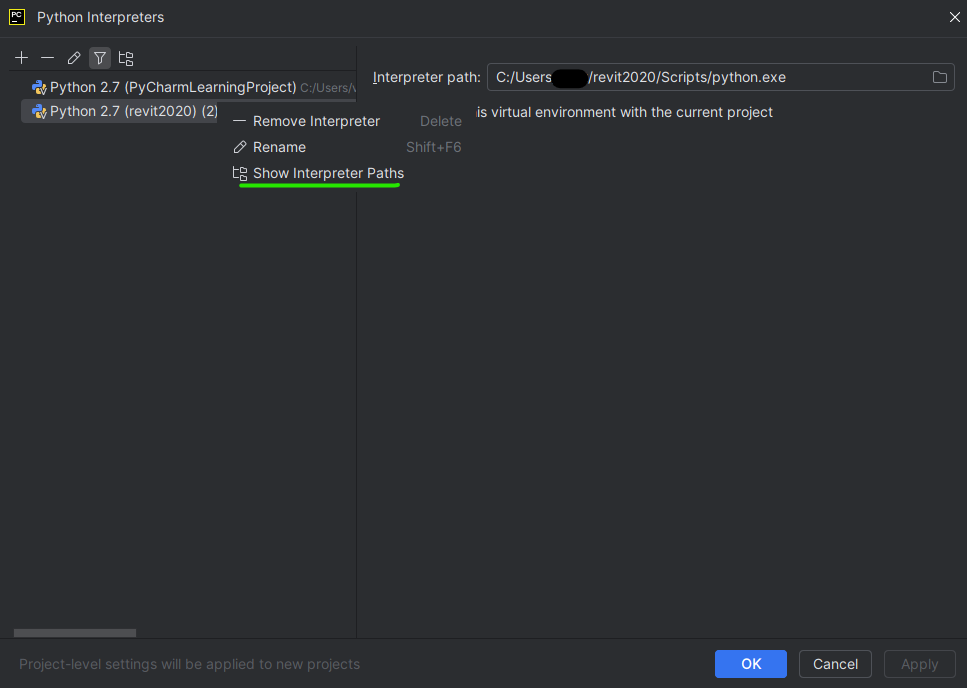 PC
Python Interpreters
Interpreter path: C:/Users /revit2020/Scripts/python.exe
Python 2.7 (PyCharmLearningProject) C:/Users/
Python 2.7 (revit2020) (2)
is virtual environment with the current project
Remove Interpreter Delete
Rename Shift+F6
Show Interpreter Paths
Project-level settings will be applied to new projects
OK Cancel Apply